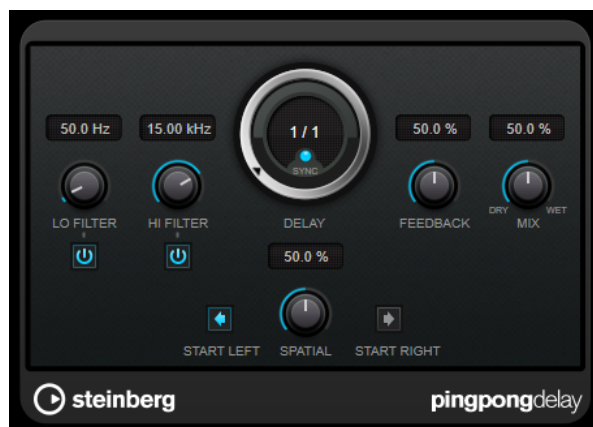 50.0 Hz 15.00 kHz 1 / 1 50.0 % 50.0 %
SYNC
DRY WET
LO FILTER HI FILTER DELAY FEEDBACK MIX
50.0 %
START LEFT SPATIAL START RIGHT
steinberg pingpongdelay